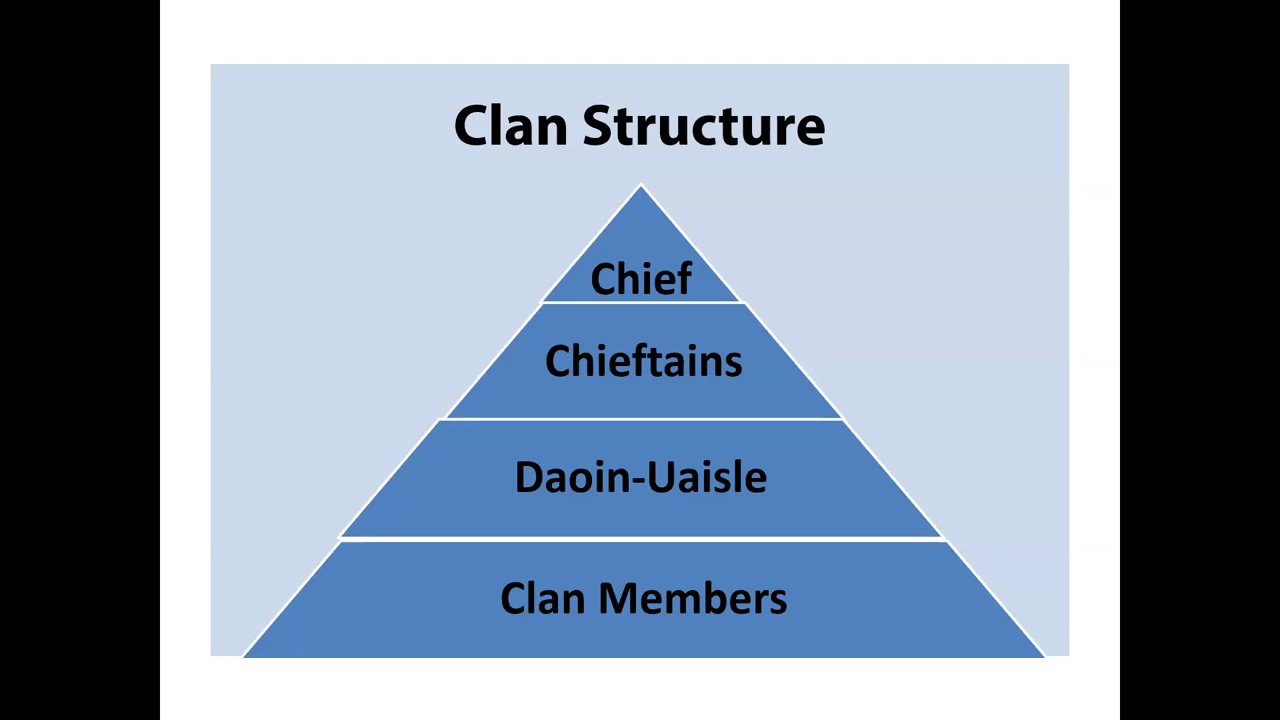 Clan Structure
Chief
Chieftains
Daoin-Uaisle
Clan Members